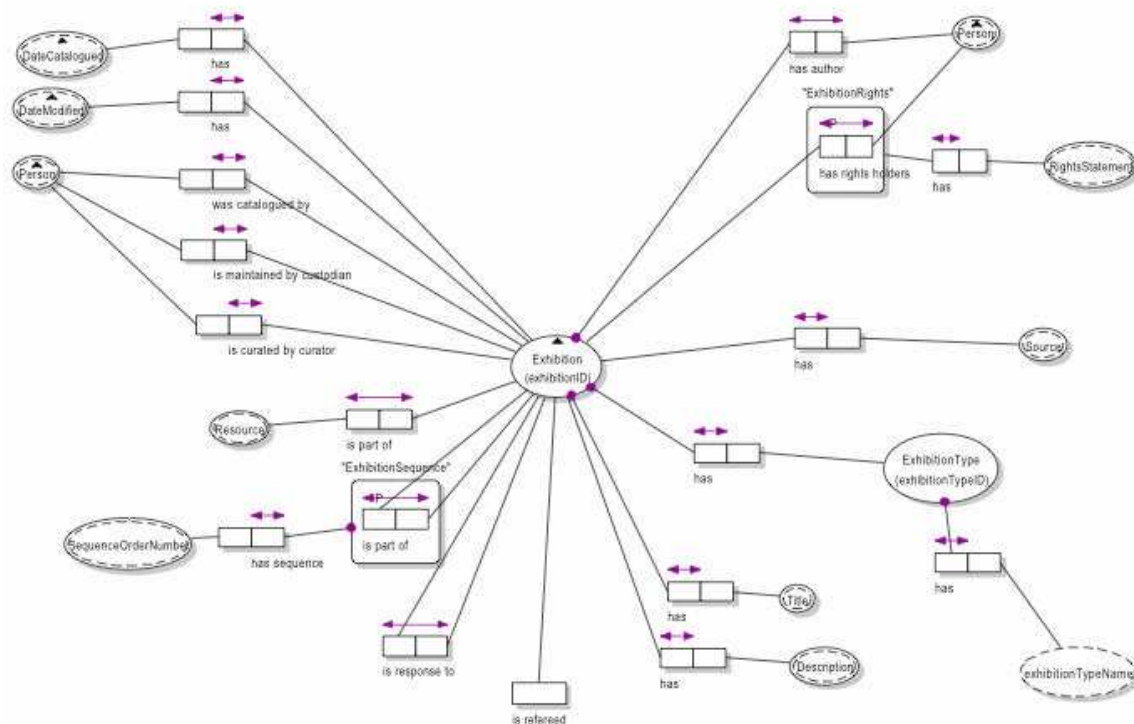 DateCatalogued
has
DateModified
has
Person
was catalogued by
is maintained by custodian
is curated by curator
Person
has author
"ExhibitionRights"
P
has rights holders
has
RightsStatement
Exhibition
(exhibitionID)
has
Source
Resource
is part of
"ExhibitionSequence"
P
is part of
SequenceOrderNumber
has sequence
has
ExhibitionType
(exhibitionTypeID)
has
exhibitionTypeName
has
Title
has
Description
is response to
is refereed